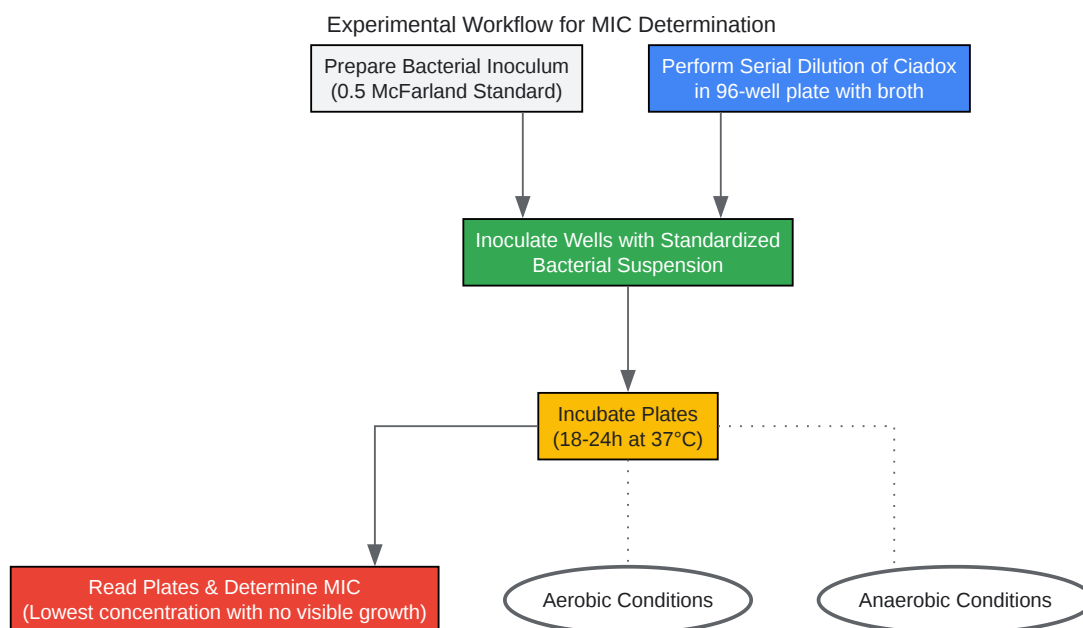 Experimental Workflow for MIC Determination
Prepare Bacterial Inoculum
(0.5 McFarland Standard)
Perform Serial Dilution of Ciadox
in 96-well plate with broth
Inoculate Wells with Standardized
Bacterial Suspension
Incubate Plates
(18-24h at 37°C)
Read Plates & Determine MIC
(Lowest concentration with no visible growth)
Aerobic Conditions
Anaerobic Conditions